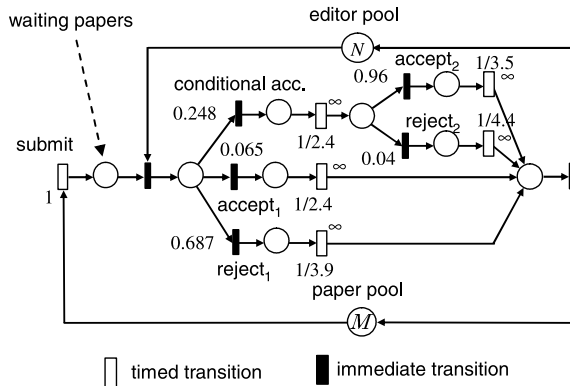 editor pool
waiting papers
N
accept₂
1/3.5
0.96
∞
conditional acc.
∞
0.248
reject₂
1/4.4
submit
0.065
1/2.4
∞
0.04
∞
1
accept₁
1/2.4
0.687
∞
reject₁
1/3.9
paper pool
M
timed transition
immediate transition